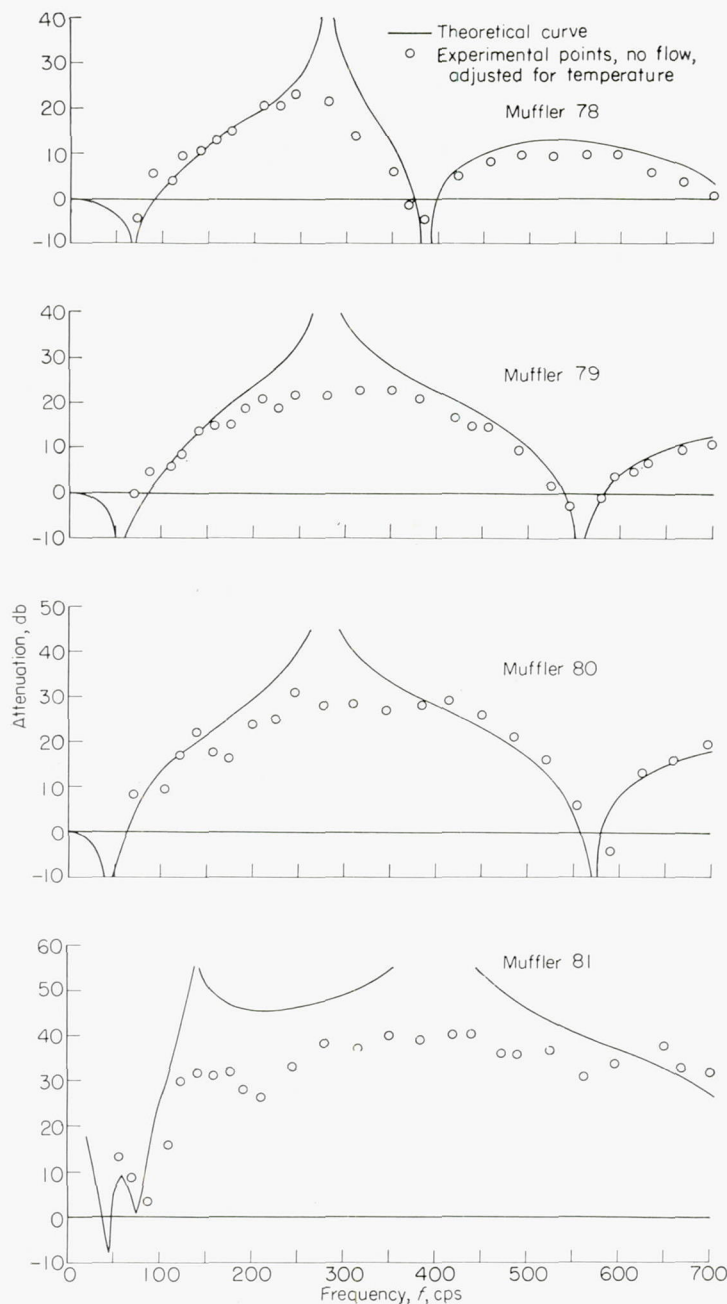 40
30
20
10
0
-10
Theoretical curve
Experimental points, no flow,
adjusted for temperature
Muffler 78
40
30
20
10
0
-10
Muffler 79
Attenuation, db
50
40
30
20
10
0
-10
Muffler 80
60
50
40
30
20
10
0
-10
Muffler 81
0 100 200 300 400 500 600 700
Frequency, f, cps